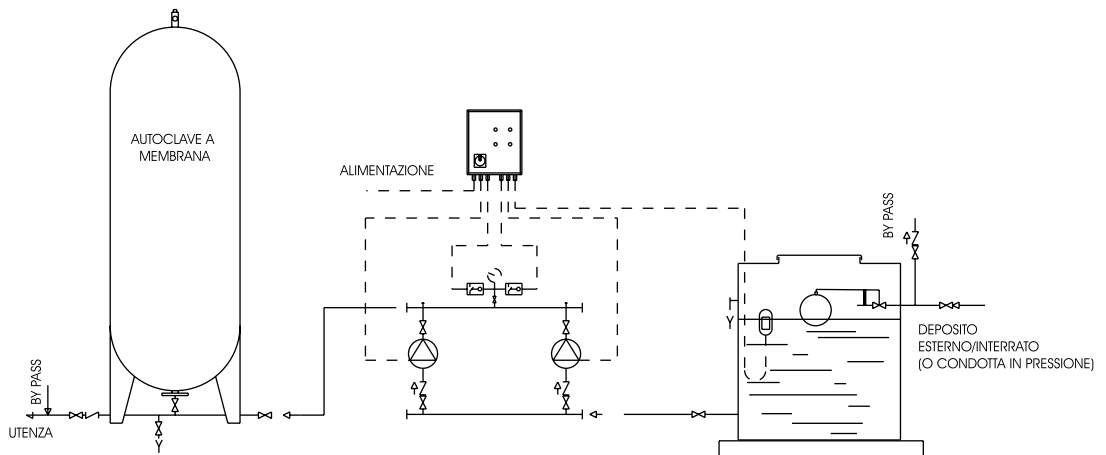 AUTOCLAVE A
MEMBRANA
ALIMENTAZIONE
BY PASS
BY PASS
UTENZA
DEPOSITO
ESTERNO/INTERRATO
(O CONDOTTA IN PRESSIONE)